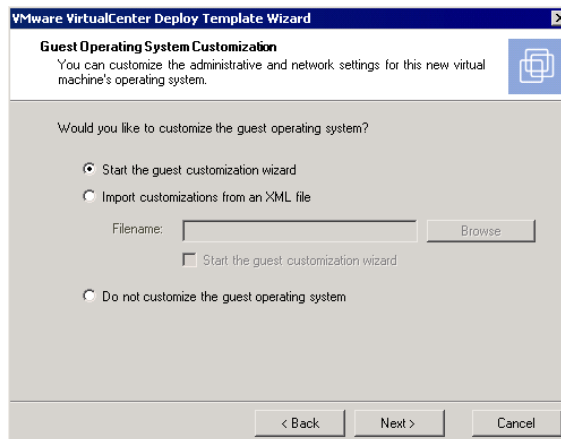 VMware VirtualCenter Deploy Template Wizard
Guest Operating System Customization
You can customize the administrative and network settings for this new virtual
machine's operating system.
Would you like to customize the guest operating system?
Start the guest customization wizard
Import customizations from an XML file
Filename:
Browse
Start the guest customization wizard
Do not customize the guest operating system
< Back
Next >
Cancel